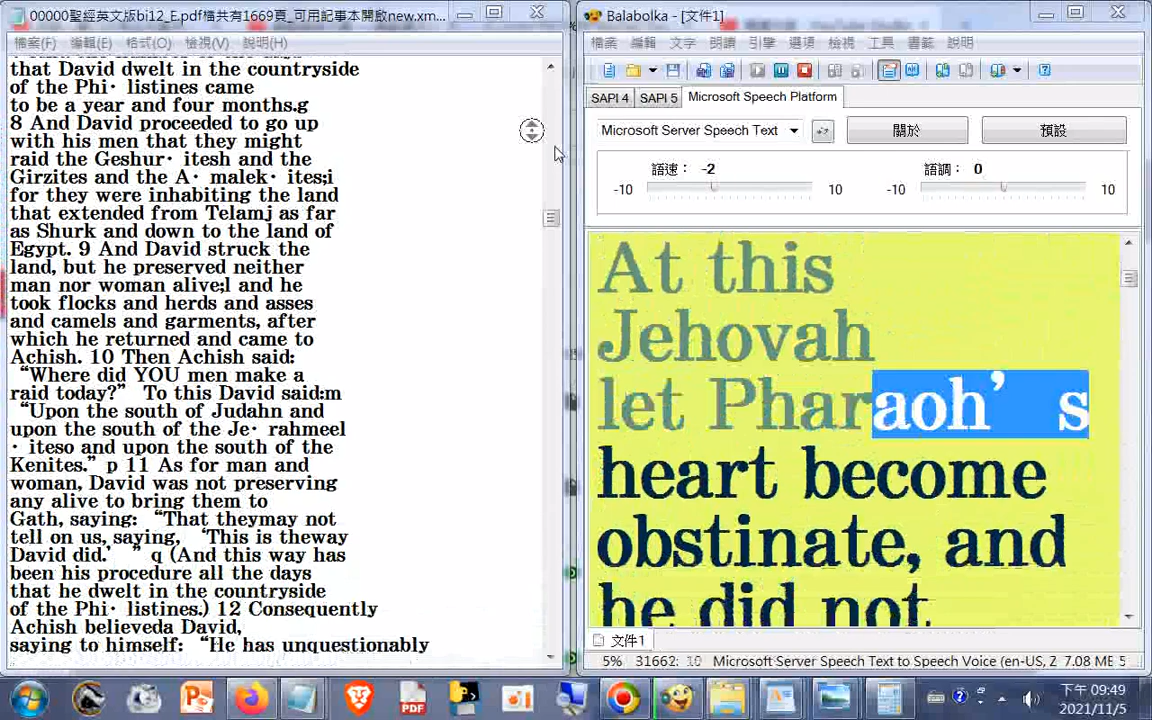 00000聖經英文版bi12_E.pdf檔共有1669頁_可用記事本開啟new.xm...
檔案(F) 編輯(E) 格式(O) 檢視(V) 說明(H)
that David dwelt in the countryside
of the Phi· listines came
to be a year and four months.g
8 And David proceeded to go up
with his men that they might
raid the Geshur· itesh and the
Girzites and the A· malek· ites;i
for they were inhabiting the land
that extended from Telamj as far
as Shurk and down to the land of
Egypt. 9 And David struck the
land, but he preserved neither
man nor woman alive;l and he
took flocks and herds and asses
and camels and garments, after
which he returned and came to
Achish. 10 Then Achish said:
“Where did YOU men make a
raid today?” To this David said:m
“Upon the south of Judahn and
upon the south of the Je· rahmeel
· iteso and upon the south of the
Kenites.” p 11 As for man and
woman, David was not preserving
any alive to bring them to
Gath, saying: “That theymay not
tell on us, saying, ‘This is theway
David did.’ ” q (And this way has
been his procedure all the days
that he dwelt in the countryside
of the Phi· listines.) 12 Consequently
Achish believeda David,
saying to himself: “He has unquestionably
Balabolka - [文件1]
檔案 編輯 文字 朗讀 引擎 選項 檢視 工具 書籤 說明
SAPI 4 SAPI 5 Microsoft Speech Platform
Microsoft Server Speech Text 關於 預設
語速： -2 語調： 0
-10 10 -10 10
At this
Jehovah
let Pharaoh’ s
heart become
obstinate, and
he did not
文件1
5% 31662: 10 Microsoft Server Speech Text to Speech Voice (en-US, 2 7.08 MB 5
下午 09:49
2021/11/5